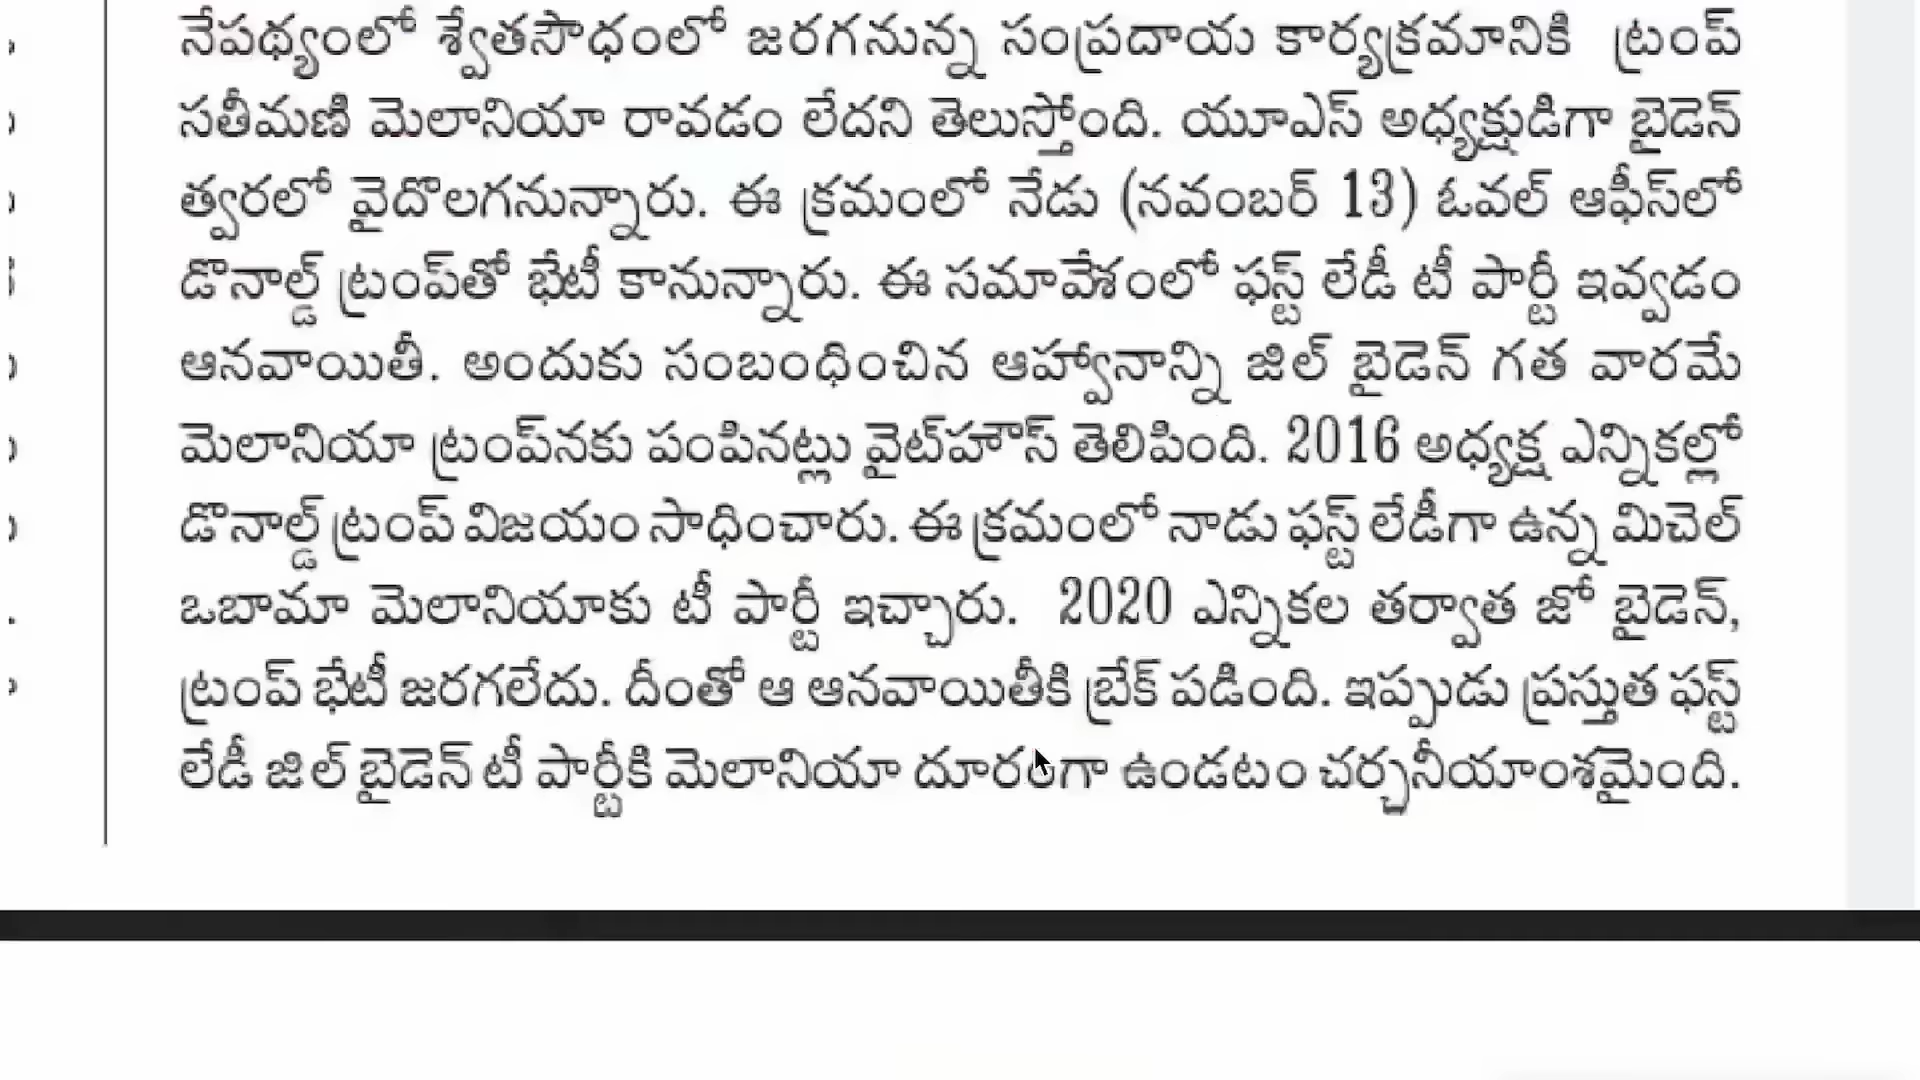 నేపథ్యంలో శ్వేతసౌధంలో జరగనున్న సంప్రదాయ కార్యక్రమానికి ట్రంప్
సతీమణి మెలానియా రావడం లేదని తెలుస్తోంది. యూఎస్ అధ్యక్షుడిగా బైడెన్
త్వరలో వైదొలగనున్నారు. ఈ క్రమంలో నేడు (నవంబర్ 13) ఓవల్ ఆఫీస్‌లో
డొనాల్డ్ ట్రంప్‌తో భేటీ కానున్నారు. ఈ సమావేశంలో ఫస్ట్ లేడీ టీ పార్టీ ఇవ్వడం
ఆనవాయితీ. అందుకు సంబంధించిన ఆహ్వానాన్ని జిల్ బైడెన్ గత వారమే
మెలానియా ట్రంప్‌నకు పంపినట్లు వైట్‌హౌస్ తెలిపింది. 2016 అధ్యక్ష ఎన్నికల్లో
డొనాల్డ్ ట్రంప్ విజయం సాధించారు. ఈ క్రమంలో నాడు ఫస్ట్ లేడీగా ఉన్న మిచెల్
ఒబామా మెలానియాకు టీ పార్టీ ఇచ్చారు. 2020 ఎన్నికల తర్వాత జో బైడెన్,
ట్రంప్ భేటీ జరగలేదు. దీంతో ఆ ఆనవాయితీకి బ్రేక్ పడింది. ఇప్పుడు ప్రస్తుత ఫస్ట్
లేడీ జిల్ బైడెన్ టీ పార్టీకి మెలానియా దూరంగా ఉండటం చర్చనీయాంశమైంది.